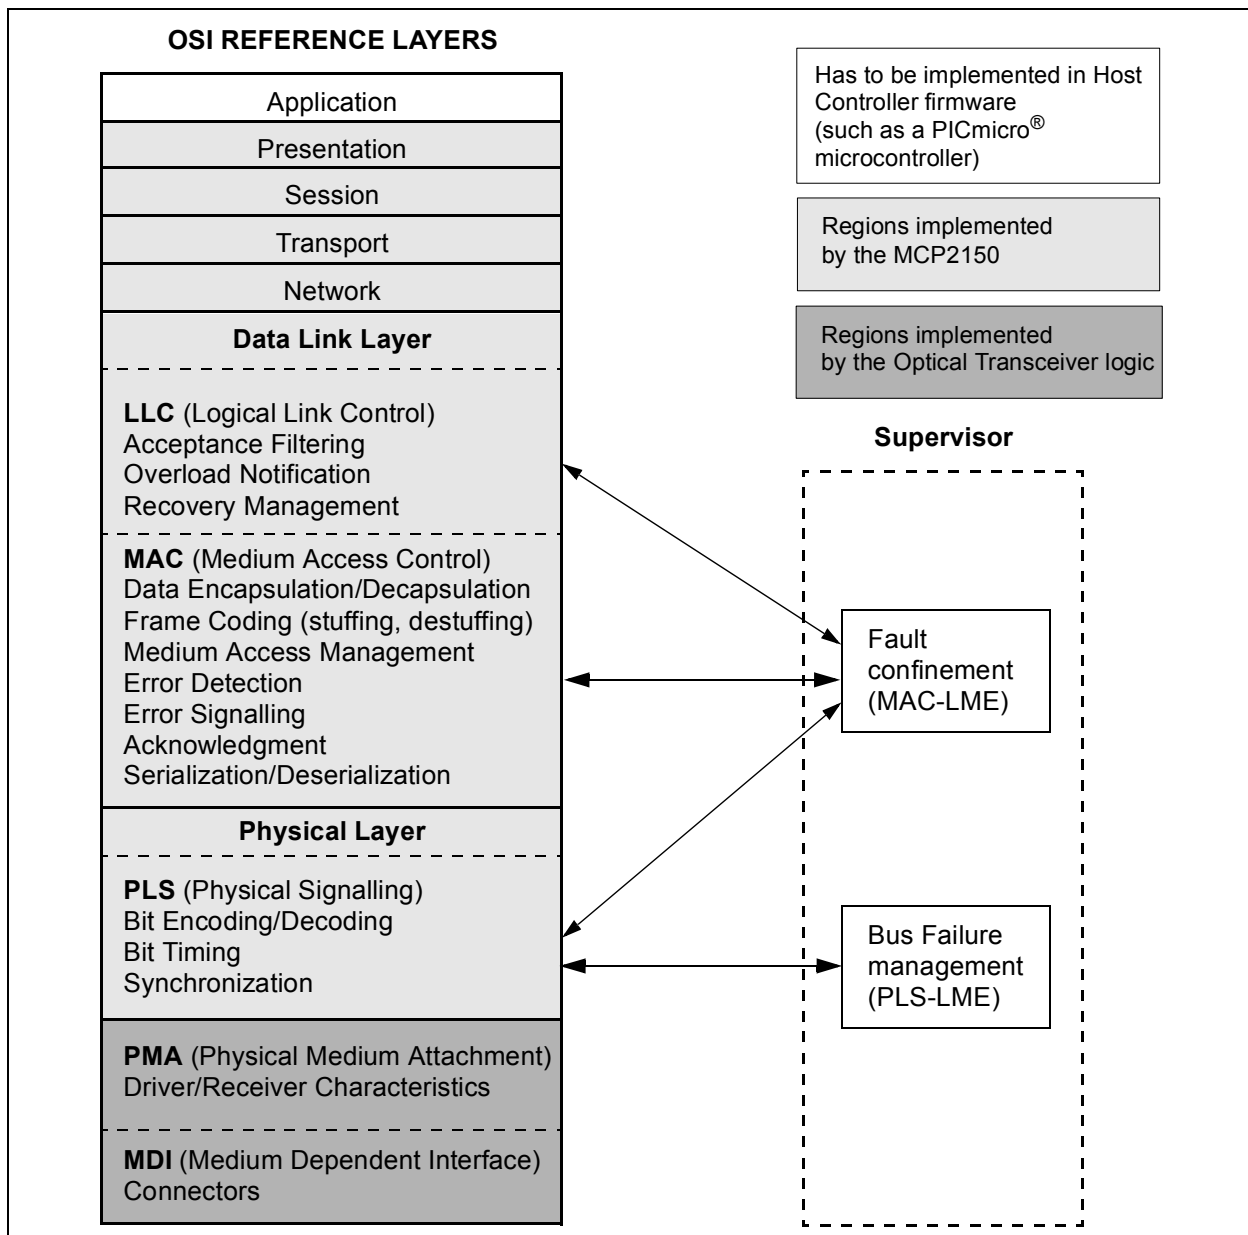 OSI REFERENCE LAYERS
Application
Presentation
Session
Transport
Network
Data Link Layer
LLC (Logical Link Control)
Acceptance Filtering
Overload Notification
Recovery Management
MAC (Medium Access Control)
Data Encapsulation/Decapsulation
Frame Coding (stuffing, destuffing)
Medium Access Management
Error Detection
Error Signalling
Acknowledgment
Serialization/Deserialization
Physical Layer
PLS (Physical Signalling)
Bit Encoding/Decoding
Bit Timing
Synchronization
PMA (Physical Medium Attachment)
Driver/Receiver Characteristics
MDI (Medium Dependent Interface)
Connectors
Has to be implemented in Host
Controller firmware
(such as a PICmicro®
microcontroller)
Regions implemented
by the MCP2150
Regions implemented
by the Optical Transceiver logic
Supervisor
Fault
confinement
(MAC-LME)
Bus Failure
management
(PLS-LME)